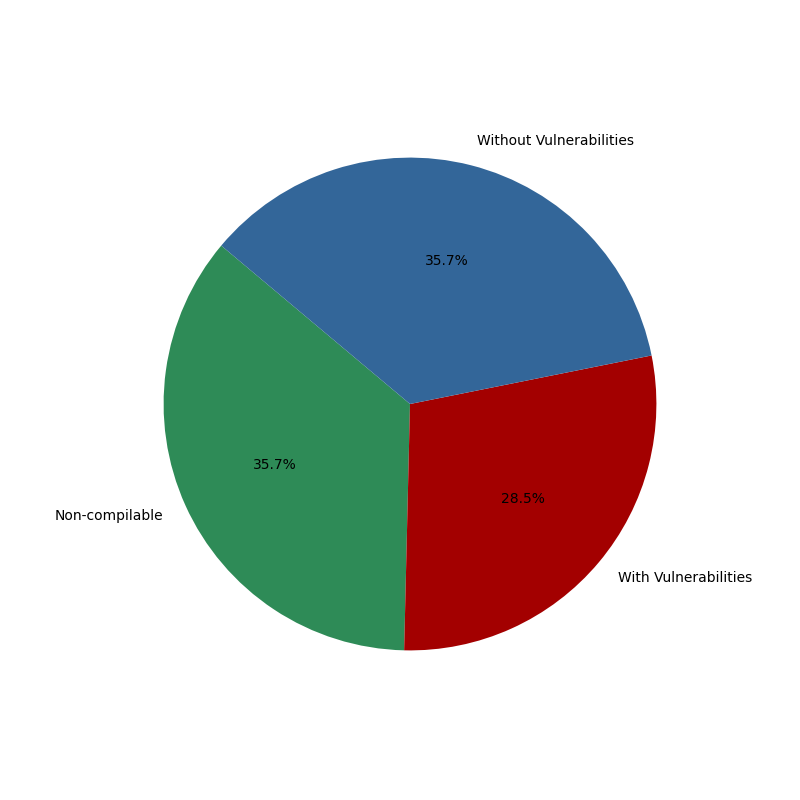 Without Vulnerabilities
35.7%
35.7%
28.5%
Non-compilable
With Vulnerabilities